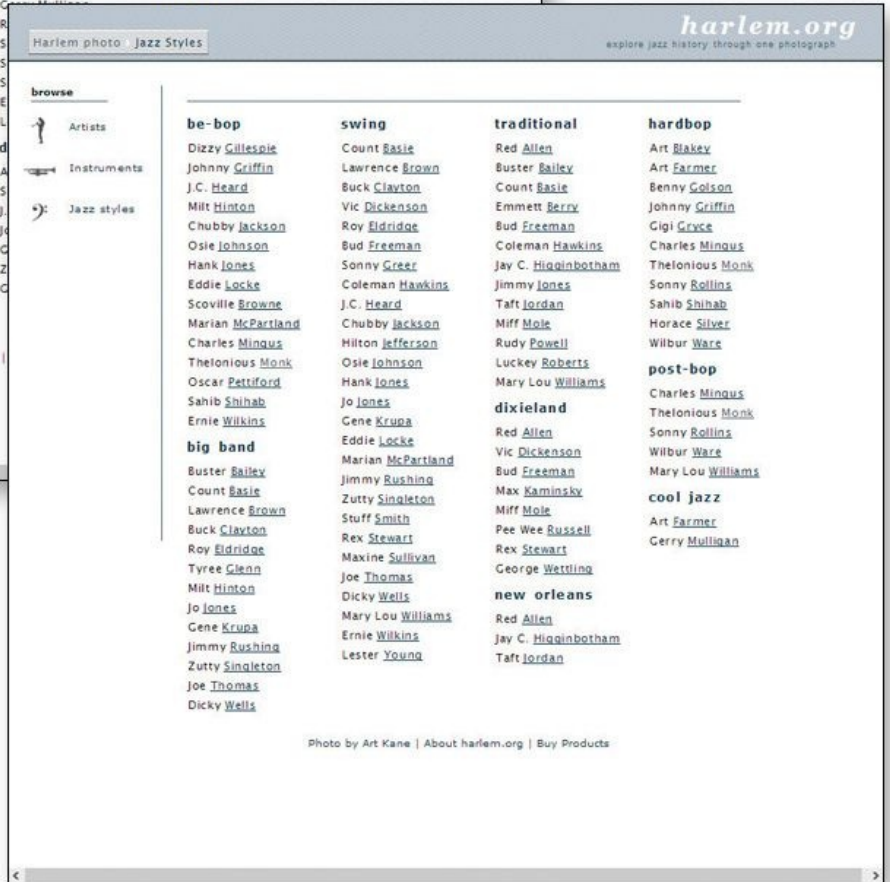 Harlem photo Jazz Styles
harlem.org
explore jazz history through one photograph
browse
Artists
Instruments
Jazz styles
be-bop
Dizzy Gillespie
Johnny Griffin
J.C. Heard
Milt Hinton
Chubby Jackson
Osie Johnson
Hank Jones
Eddie Locke
Scoville Browne
Marian McPartland
Charles Mingus
Thelonious Monk
Oscar Pettiford
Sahib Shihab
Ernie Wilkins
big band
Buster Bailey
Count Basie
Lawrence Brown
Buck Clayton
Roy Eldridge
Tyree Glenn
Milt Hinton
Jo Jones
Gene Krupa
Jimmy Rushing
Zutty Singleton
Joe Thomas
Dicky Wells
swing
Count Basie
Lawrence Brown
Buck Clayton
Vic Dickenson
Roy Eldridge
Bud Freeman
Sonny Greer
Coleman Hawkins
J.C. Heard
Chubby Jackson
Hilton Jefferson
Osie Johnson
Hank Jones
Jo Jones
Gene Krupa
Eddie Locke
Marian McPartland
Jimmy Rushing
Zutty Singleton
Stuff Smith
Rex Stewart
Maxine Sullivan
Joe Thomas
Dicky Wells
Mary Lou Williams
Ernie Wilkins
Lester Young
traditional
Red Allen
Buster Bailey
Count Basie
Emmett Berry
Bud Freeman
Coleman Hawkins
Jay C. Higginbotham
Jimmy Jones
Taft Jordan
Miff Mole
Rudy Powell
Luckey Roberts
Mary Lou Williams
dixieland
Red Allen
Vic Dickenson
Bud Freeman
Max Kaminsky
Miff Mole
Pee Wee Russell
Rex Stewart
George Wettling
new orleans
Red Allen
Jay C. Higginbotham
Taft Jordan
hardbop
Art Blakey
Art Farmer
Benny Golson
Johnny Griffin
Gigi Gryce
Charles Mingus
Thelonious Monk
Sonny Rollins
Sahib Shihab
Horace Silver
Wilbur Ware
post-bop
Charles Mingus
Thelonious Monk
Sonny Rollins
Wilbur Ware
Mary Lou Williams
cool jazz
Art Farmer
Gerry Mulligan
Photo by Art Kane | About harlem.org | Buy Products